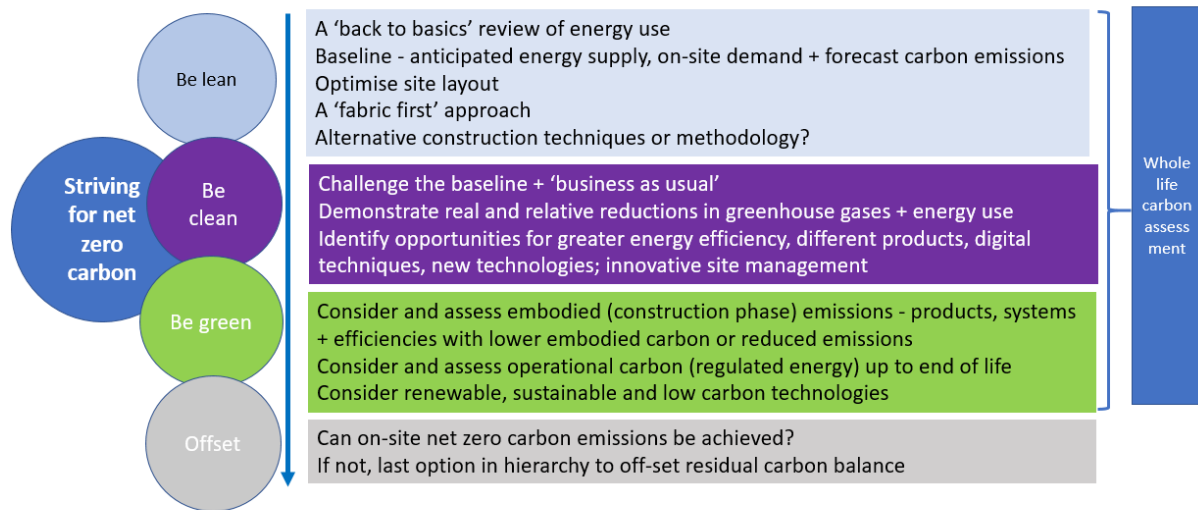 Striving
for net
zero
carbon
Be lean
A ‘back to basics’ review of energy use
Baseline - anticipated energy supply, on-site demand + forecast carbon emissions
Optimise site layout
A ‘fabric first’ approach
Alternative construction techniques or methodology?
Be
clean
Challenge the baseline + ‘business as usual’
Demonstrate real and relative reductions in greenhouse gases + energy use
Identify opportunities for greater energy efficiency, different products, digital
techniques, new technologies; innovative site management
Be green
Consider and assess embodied (construction phase) emissions - products, systems
+ efficiencies with lower embodied carbon or reduced emissions
Consider and assess operational carbon (regulated energy) up to end of life
Consider renewable, sustainable and low carbon technologies
Offset
Can on-site net zero carbon emissions be achieved?
If not, last option in hierarchy to off-set residual carbon balance
Whole
life
carbon
assess
ment